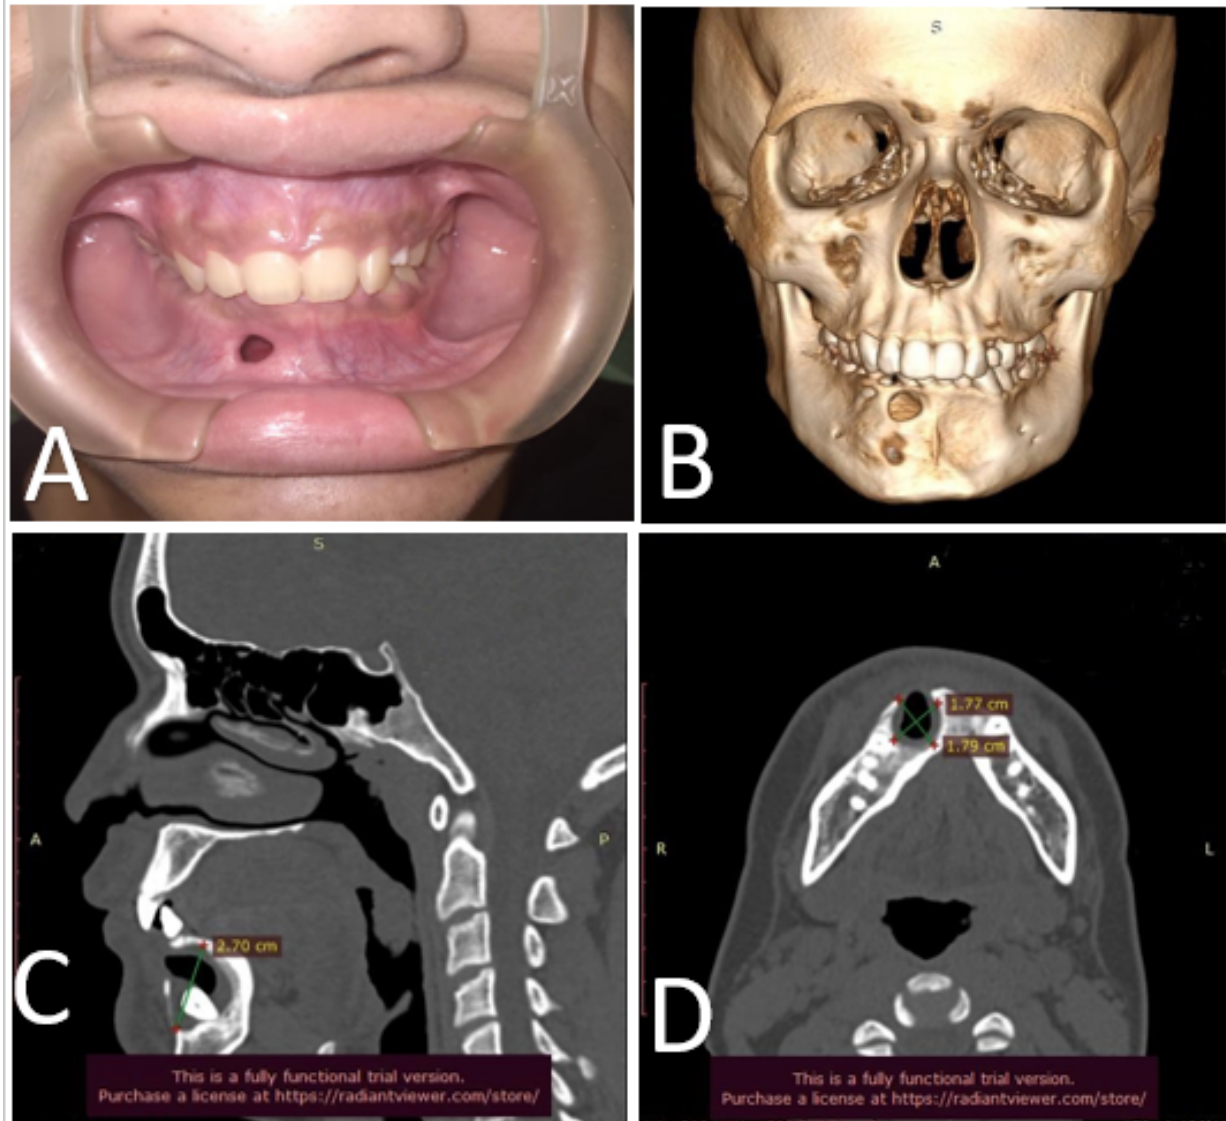 A
S
B
S
A
P
2.70 cm
C
This is a fully functional trial version.
Purchase a license at https://radiantviewer.com/store/
A
1.77 cm
1.79 cm
R
L
D
This is a fully functional trial version.
Purchase a license at https://radiantviewer.com/store/